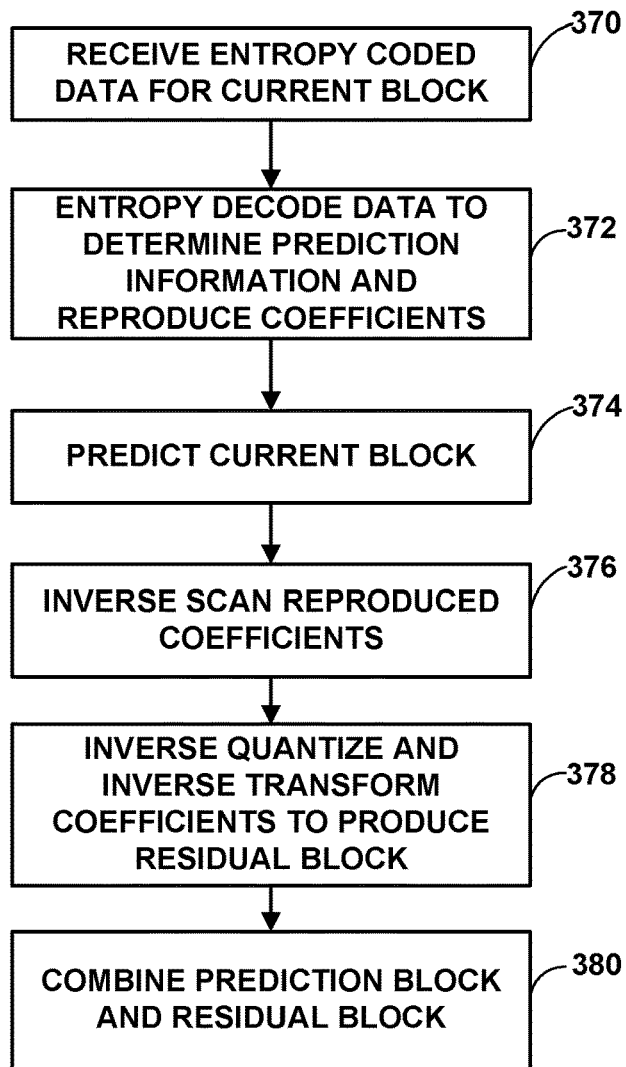 370
RECEIVE ENTROPY CODED
DATA FOR CURRENT BLOCK
372
ENTROPY DECODE DATA TO
DETERMINE PREDICTION
INFORMATION AND
REPRODUCE COEFFICIENTS
374
PREDICT CURRENT BLOCK
376
INVERSE SCAN REPRODUCED
COEFFICIENTS
378
INVERSE QUANTIZE AND
INVERSE TRANSFORM
COEFFICIENTS TO PRODUCE
RESIDUAL BLOCK
380
COMBINE PREDICTION BLOCK
AND RESIDUAL BLOCK